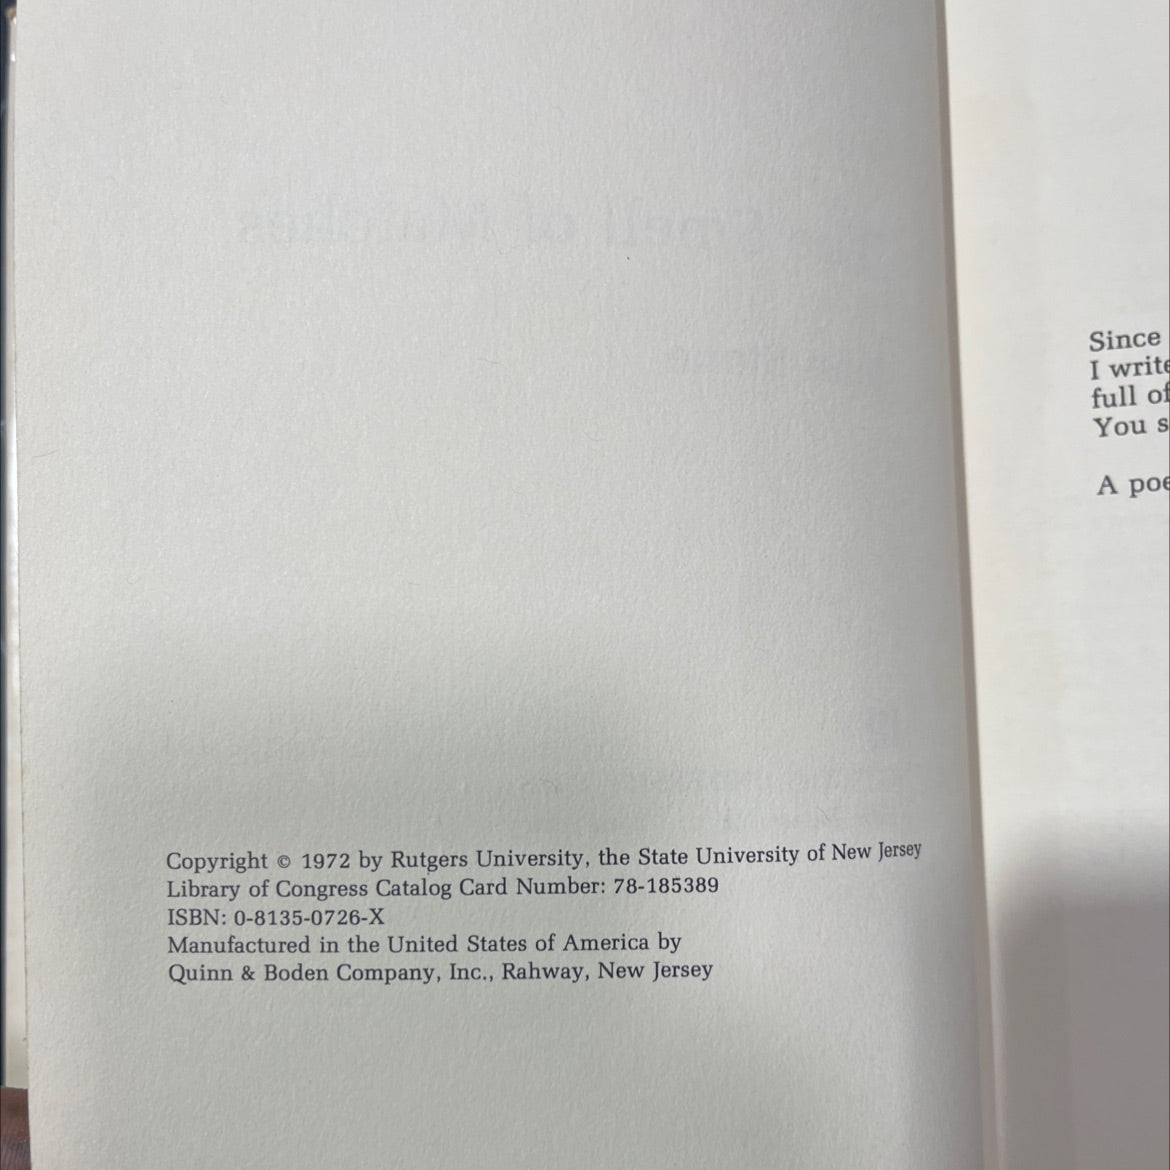 Copyright © 1972 by Rutgers University, the State University of New Jersey
Library of Congress Catalog Card Number: 78-185389
ISBN: 0-8135-0726-X
Manufactured in the United States of America by
Quinn & Boden Company, Inc., Rahway, New Jersey
Since
I write
full of
You s
A poe